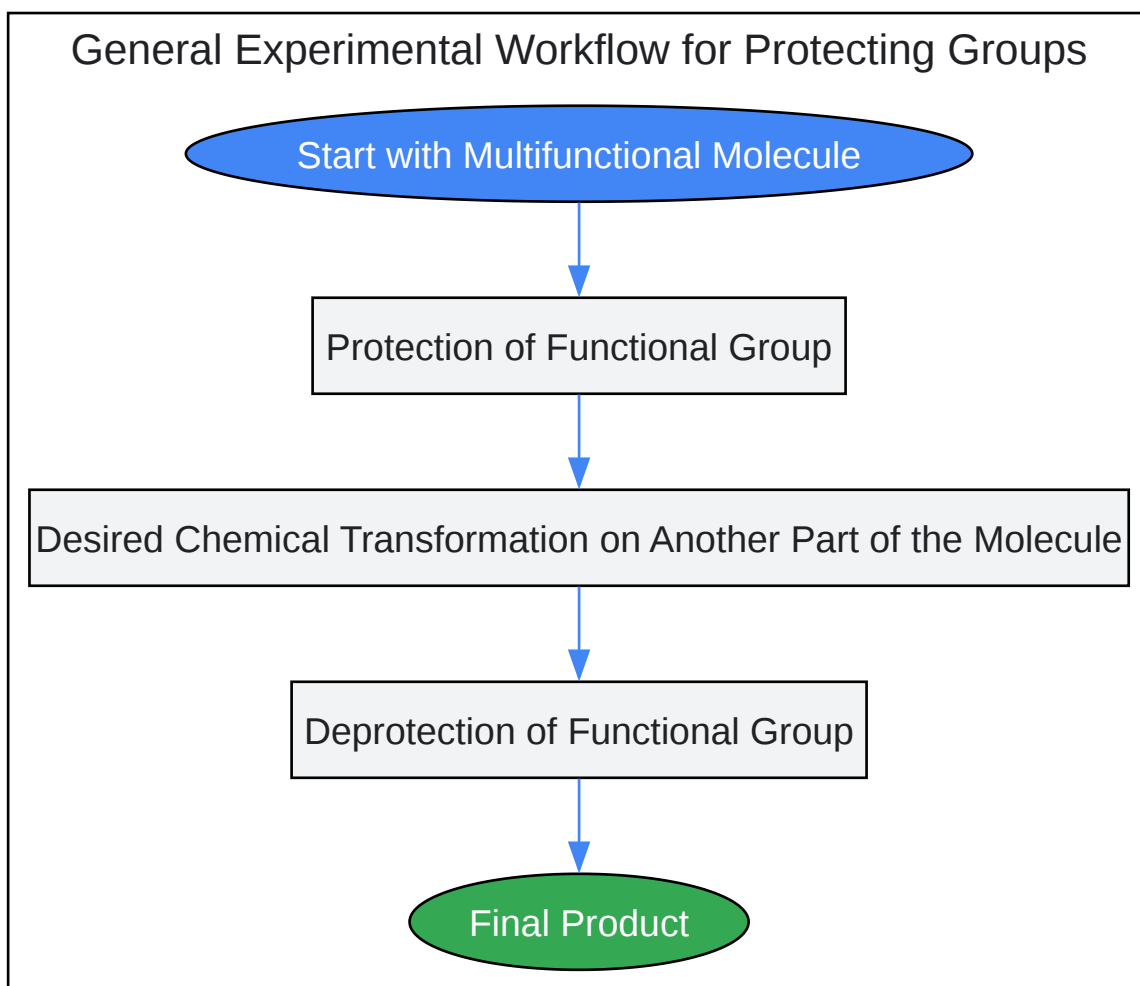 General Experimental Workflow for Protecting Groups
Start with Multifunctional Molecule
Protection of Functional Group
Desired Chemical Transformation on Another Part of the Molecule
Deprotection of Functional Group
Final Product